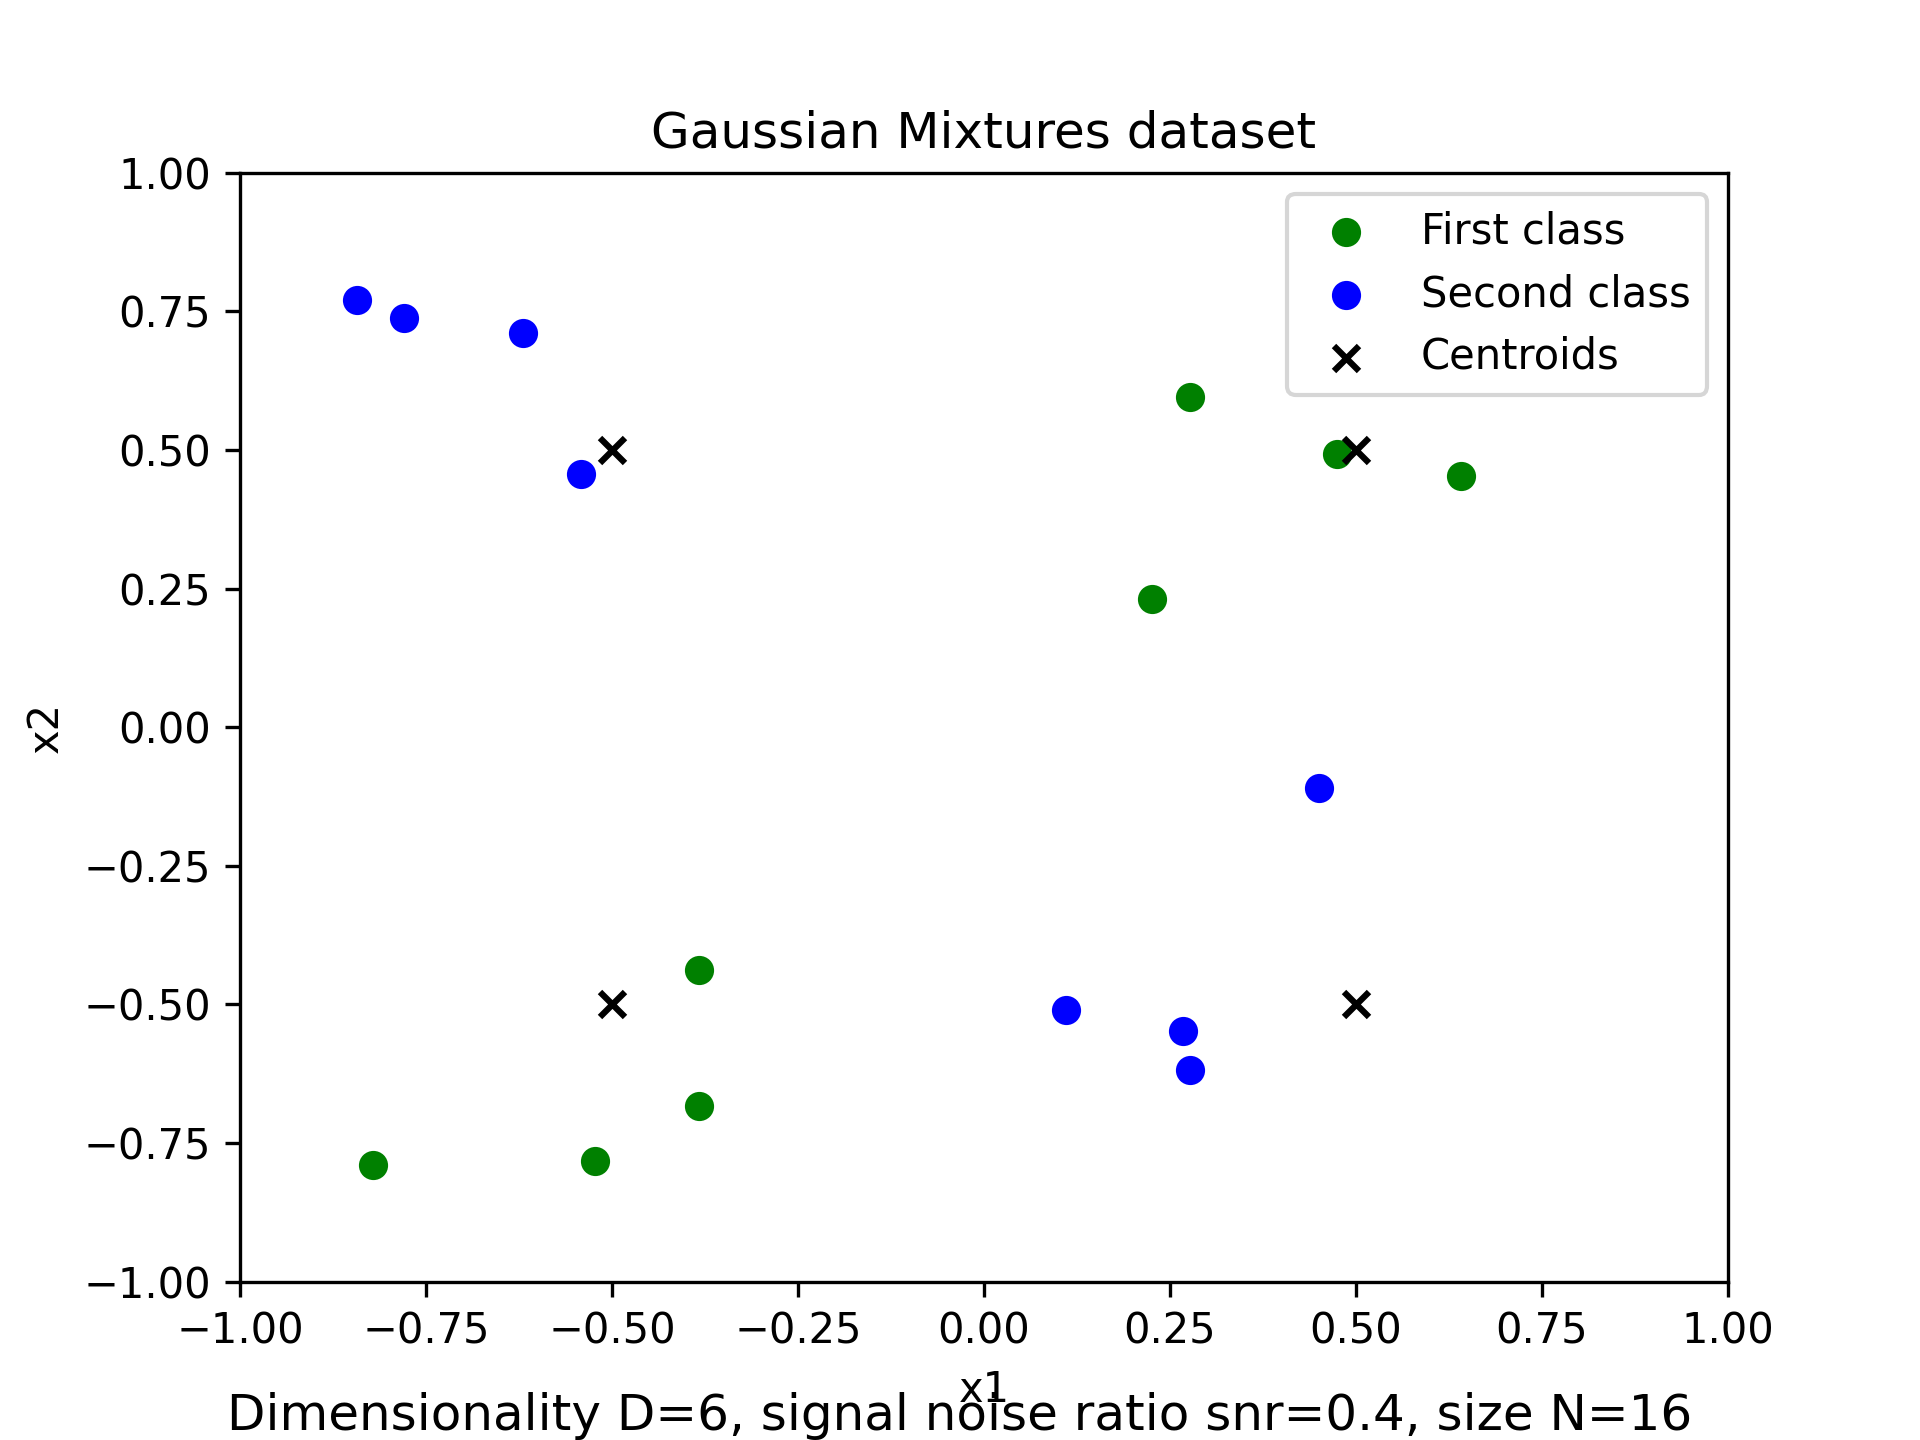 Gaussian Mixtures dataset
First class
Second class
Centroids
1.00
0.75
0.50
0.25
0.00
−0.25
−0.50
−0.75
−1.00
x2
−1.00 −0.75 −0.50 −0.25 0.00 0.25 0.50 0.75 1.00
x1
Dimensionality D=6, signal noise ratio snr=0.4, size N=16